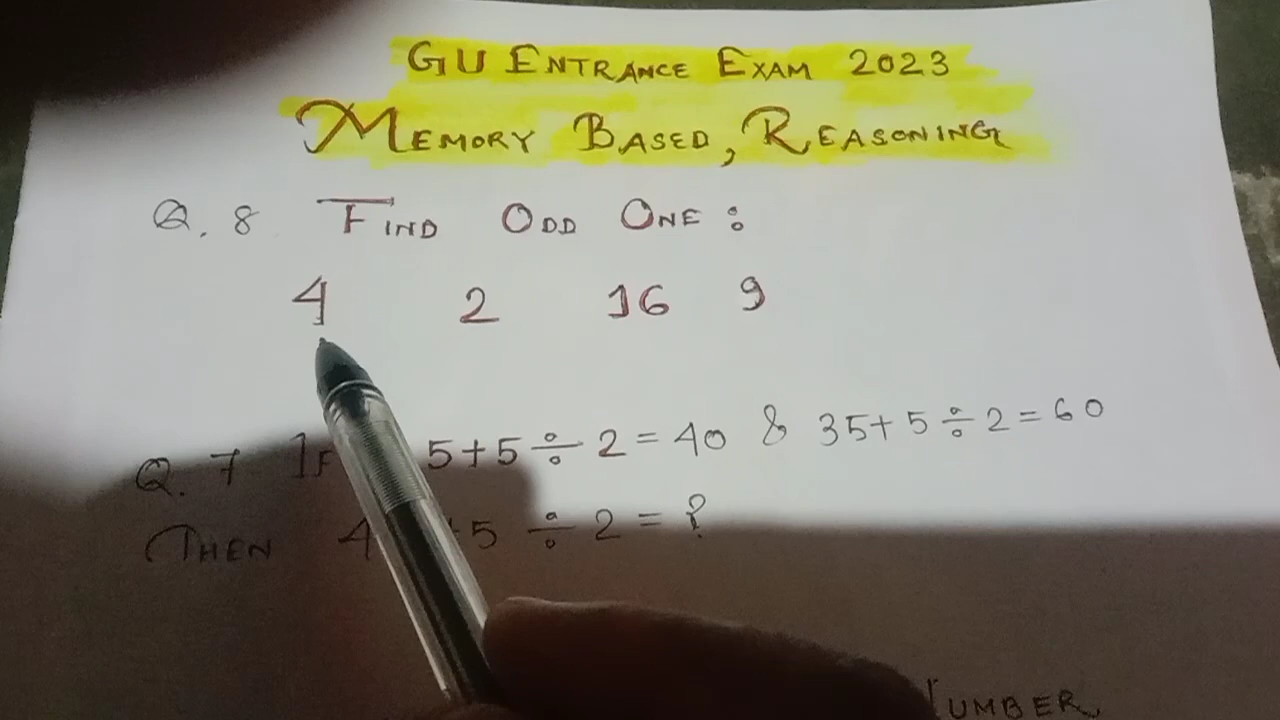 GU ENTRANCE EXAM 2023
MEMORY BASED, REASONING
Q. 8 FIND ODD ONE :
4 2 16 9
Q. 7 5+5÷2=40 & 35+5÷2=60
THEN 5 ÷ 2 = ?